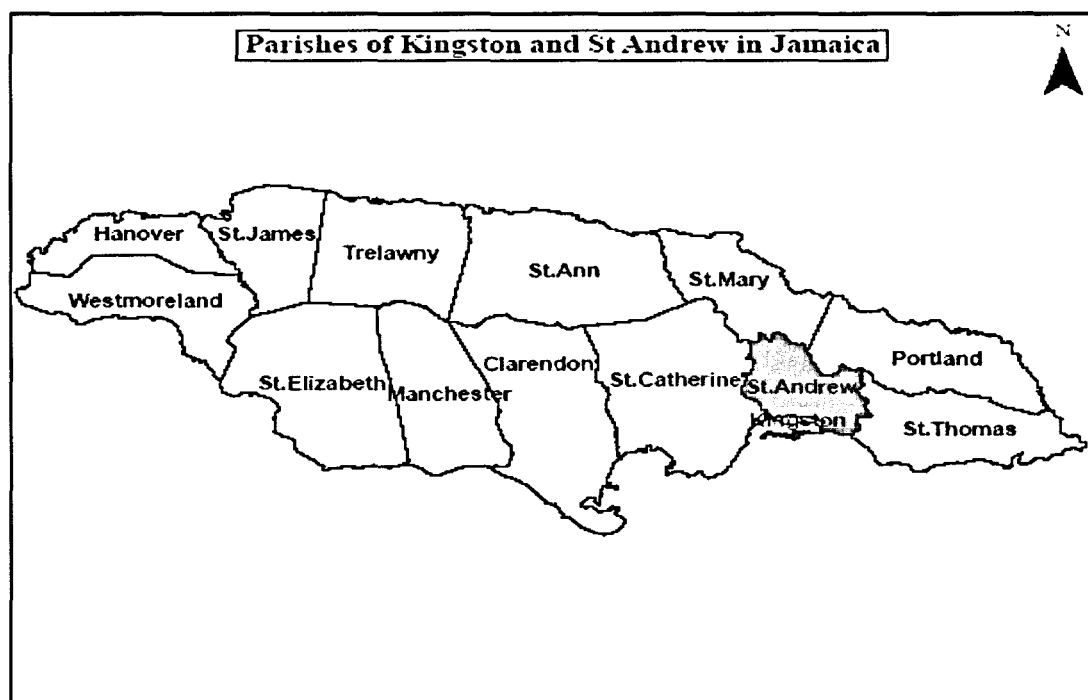 Parishes of Kingston and St Andrew in Jamaica
N
Hanover
St.James
Trelawny
St.Ann
St.Mary
Westmoreland
Portland
Clarendon
St.Elizabeth
Manchester
St.Catherine
St.Andrew
Kingston
St.Thomas